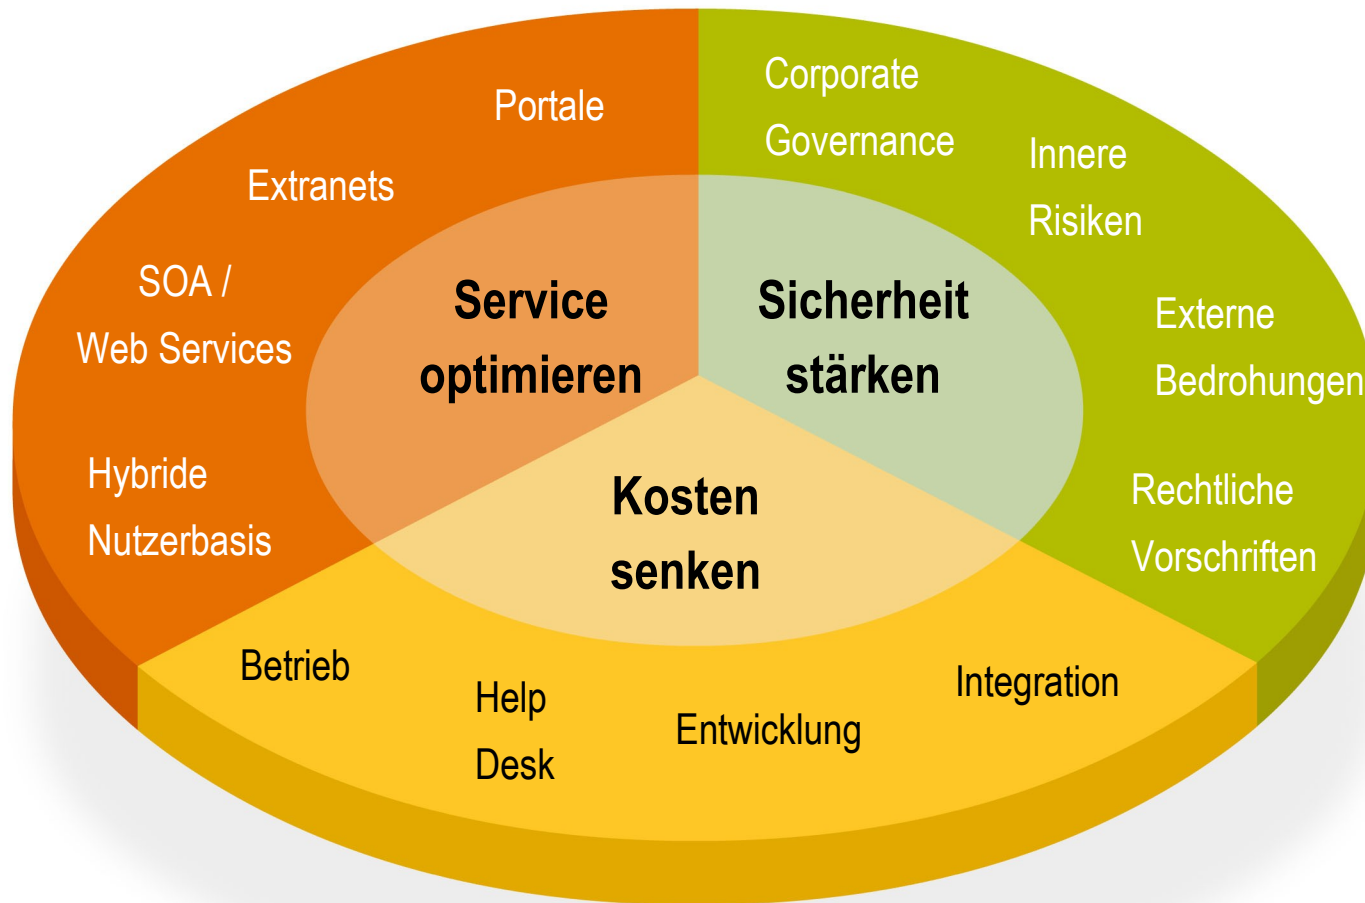 Portale
Extranets
SOA /
Web Services
Hybride
Nutzerbasis
Service
optimieren
Corporate
Governance
Innere
Risiken
Externe
Bedrohungen
Rechtliche
Vorschriften
Sicherheit
stärken
Kosten
senken
Betrieb
Help
Desk
Entwicklung
Integration